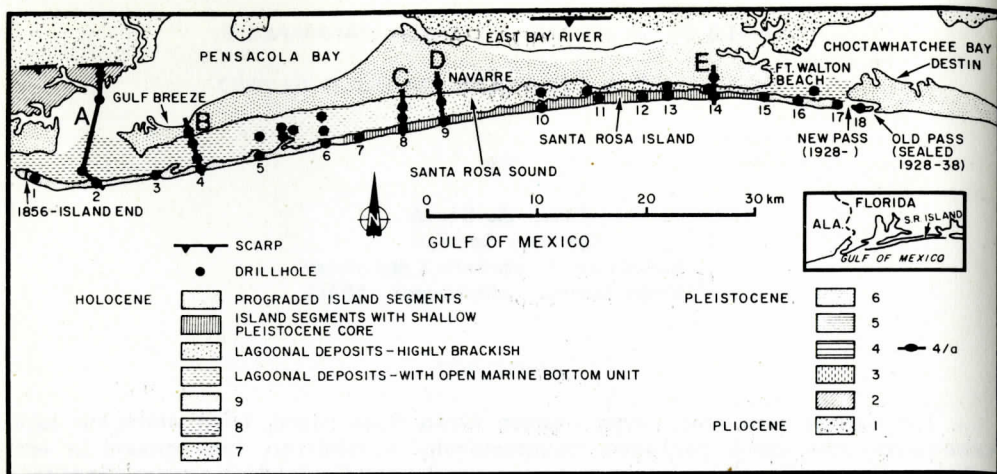 PENSACOLA BAY
EAST BAY RIVER
CHOCTAWHATCHEE BAY
DESTIN
FT. WALTON
BEACH
GULF BREEZE
NAVARRE
A
B
C
D
E
1
2
3
4
5
6
7
8
9
10
11
12
13
14
15
16
17
18
SANTA ROSA ISLAND
SANTA ROSA SOUND
NEW PASS
(1928-)
OLD PASS
(SEALED
1928-38)
1856-ISLAND END
N
0 10 20 30 km
GULF OF MEXICO
FLORIDA
ALA.
S.R. ISLAND
GULF OF MEXICO
SCARP
DRILLHOLE
HOLOCENE
PROGRADED ISLAND SEGMENTS
ISLAND SEGMENTS WITH SHALLOW
PLEISTOCENE CORE
LAGOONAL DEPOSITS-HIGHLY BRACKISH
LAGOONAL DEPOSITS-WITH OPEN MARINE BOTTOM UNIT
9
8
7
PLEISTOCENE
6
5
4 4/a
3
2
PLIOCENE 1